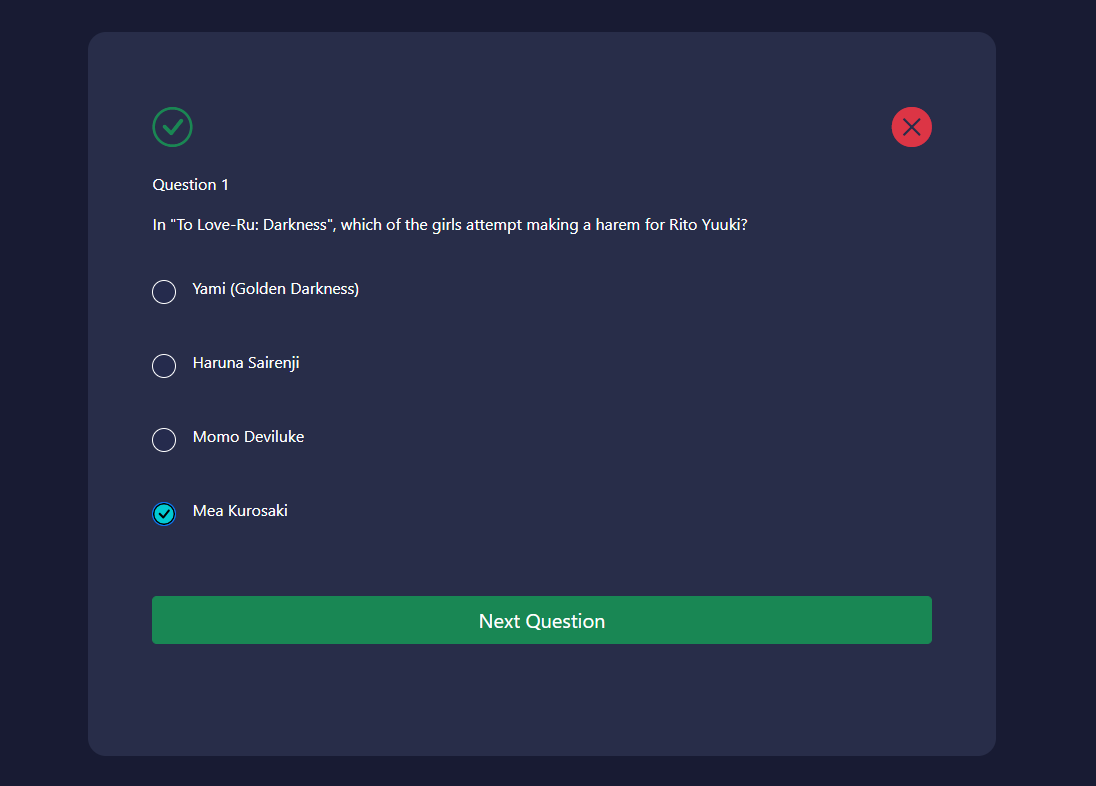 Question 1
In "To Love-Ru: Darkness", which of the girls attempt making a harem for Rito Yuuki?
Yami (Golden Darkness)
Haruna Sairenji
Momo Deviluke
Mea Kurosaki
Next Question